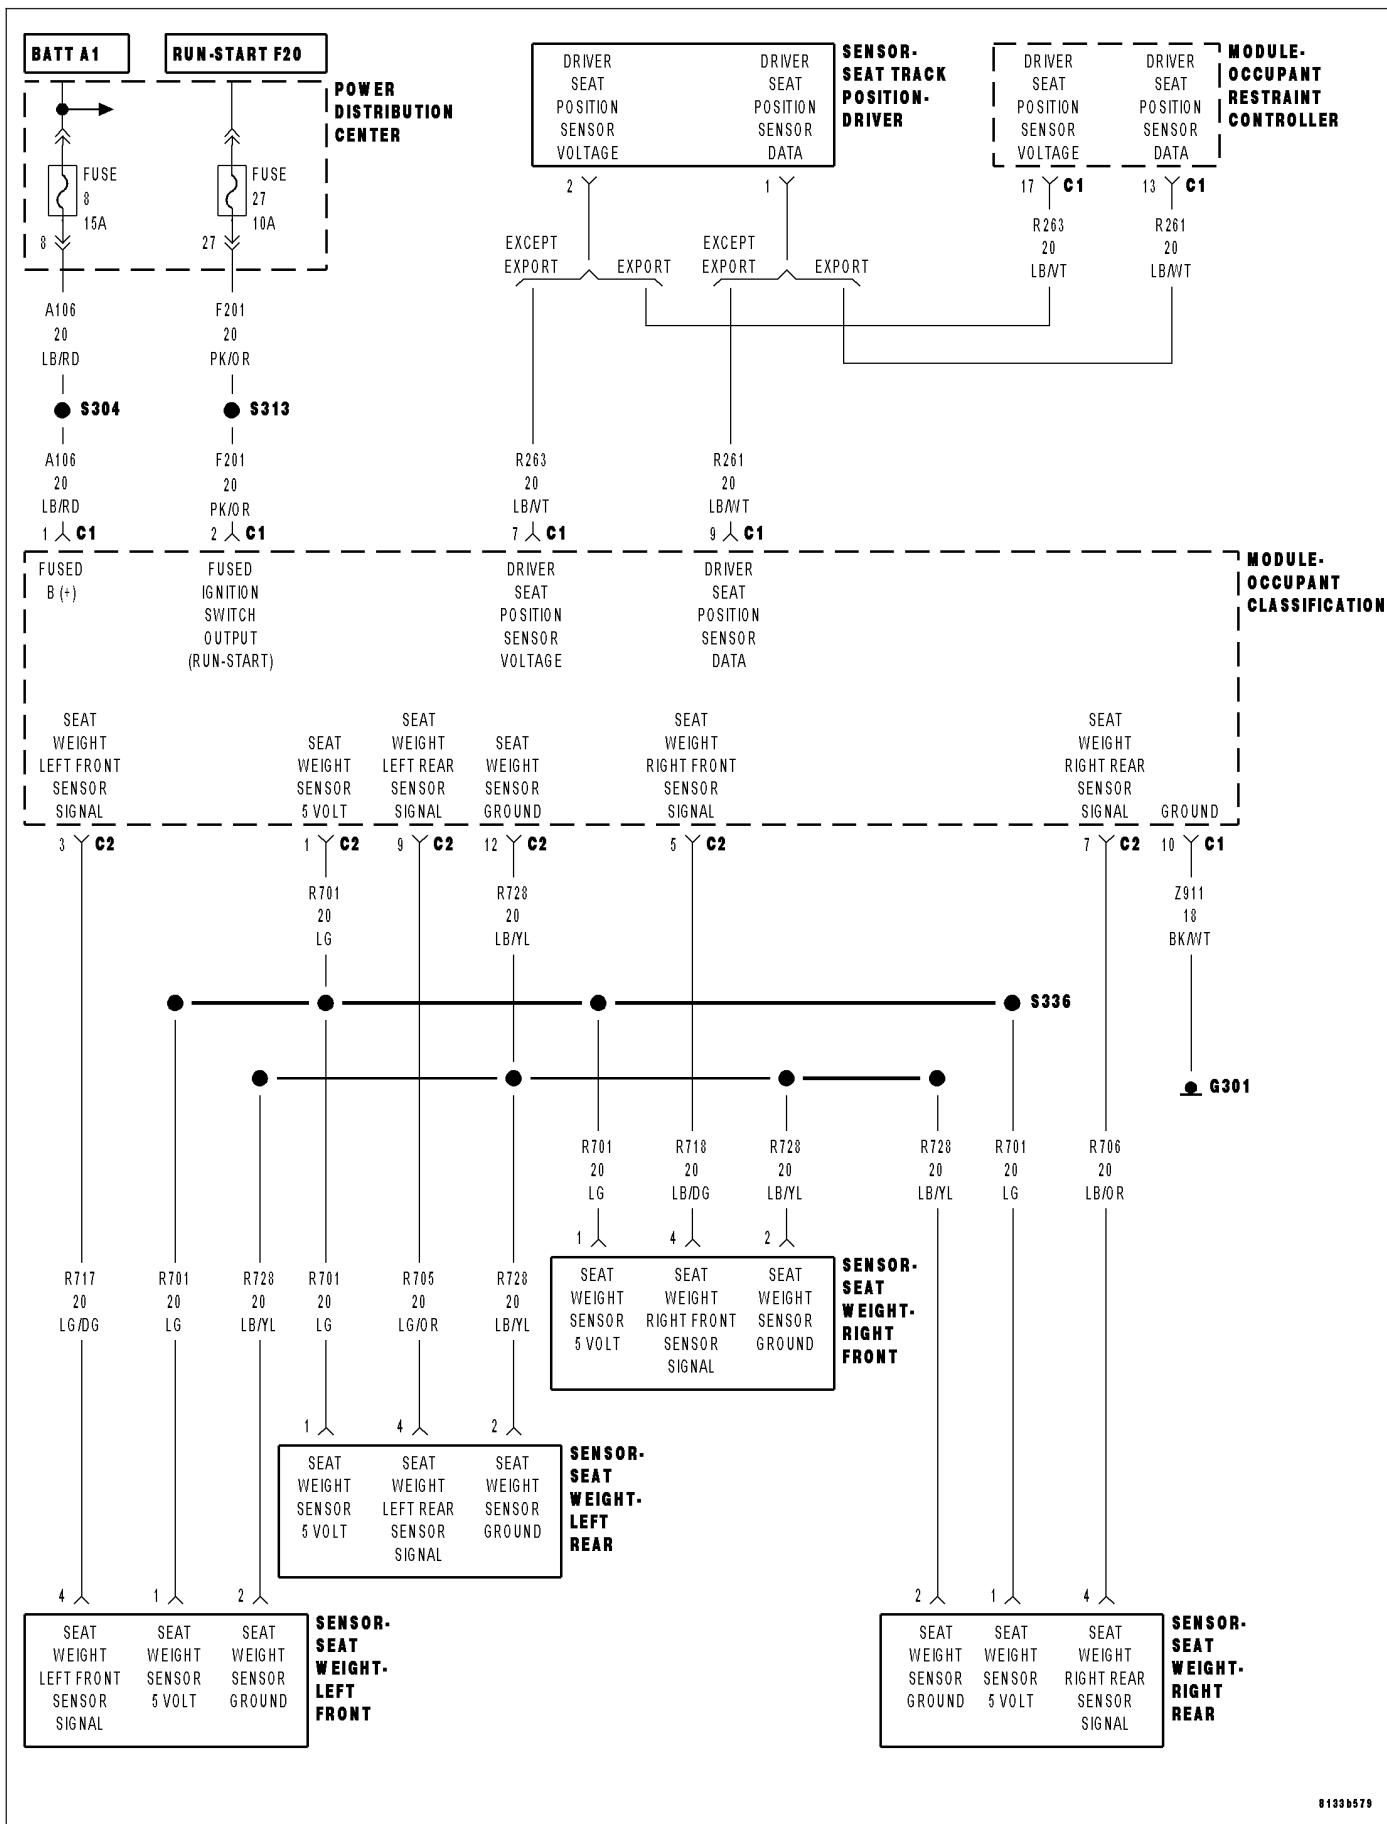 BATT A1
RUN-START F20
POWER
DISTRIBUTION
CENTER
FUSE
8
15A
8
FUSE
27
10A
27
DRIVER
SEAT
POSITION
SENSOR
VOLTAGE
DRIVER
SEAT
POSITION
SENSOR
DATA
SENSOR-
SEAT TRACK
POSITION-
DRIVER
DRIVER
SEAT
POSITION
SENSOR
VOLTAGE
DRIVER
SEAT
POSITION
SENSOR
DATA
MODULE-
OCCUPANT
RESTRAINT
CONTROLLER
2
1
17 C1
13 C1
R263
20
LB/VT
R261
20
LB/WT
EXCEPT
EXPORT
EXPORT
EXCEPT
EXPORT
EXPORT
A106
20
LB/RD
F201
20
PK/OR
S304
S313
A106
20
LB/RD
F201
20
PK/OR
R263
20
LB/VT
R261
20
LB/WT
1 C1
2 C1
7 C1
9 C1
FUSED
B (+)
FUSED
IGNITION
SWITCH
OUTPUT
(RUN-START)
DRIVER
SEAT
POSITION
SENSOR
VOLTAGE
DRIVER
SEAT
POSITION
SENSOR
DATA
MODULE-
OCCUPANT
CLASSIFICATION
SEAT
WEIGHT
LEFT FRONT
SENSOR
SIGNAL
SEAT
WEIGHT
SENSOR
5 VOLT
SEAT
WEIGHT
LEFT REAR
SENSOR
SIGNAL
SEAT
WEIGHT
SENSOR
GROUND
SEAT
WEIGHT
RIGHT FRONT
SENSOR
SIGNAL
SEAT
WEIGHT
RIGHT REAR
SENSOR
SIGNAL
GROUND
3 C2
1 C2
9 C2
12 C2
5 C2
7 C2
10 C1
R701
20
LG
R728
20
LB/YL
Z911
18
BK/WT
S336
G301
R701
20
LG
R718
20
LB/DG
R728
20
LB/YL
R728
20
LB/YL
R701
20
LG
R706
20
LB/OR
1
4
2
SEAT
WEIGHT
SENSOR
5 VOLT
SEAT
WEIGHT
RIGHT FRONT
SENSOR
SIGNAL
SEAT
WEIGHT
SENSOR
GROUND
SENSOR-
SEAT
WEIGHT-
RIGHT
FRONT
R717
20
LG/DG
R701
20
LG
R728
20
LB/YL
R701
20
LG
R705
20
LG/OR
R728
20
LB/YL
1
4
2
SEAT
WEIGHT
SENSOR
5 VOLT
SEAT
WEIGHT
LEFT REAR
SENSOR
SIGNAL
SEAT
WEIGHT
SENSOR
GROUND
SENSOR-
SEAT
WEIGHT-
LEFT
REAR
4
1
2
SEAT
WEIGHT
LEFT FRONT
SENSOR
SIGNAL
SEAT
WEIGHT
SENSOR
5 VOLT
SEAT
WEIGHT
SENSOR
GROUND
SENSOR-
SEAT
WEIGHT-
LEFT
FRONT
2
1
4
SEAT
WEIGHT
SENSOR
GROUND
SEAT
WEIGHT
SENSOR
5 VOLT
SEAT
WEIGHT
RIGHT REAR
SENSOR
SIGNAL
SENSOR-
SEAT
WEIGHT-
RIGHT
REAR
8133b579